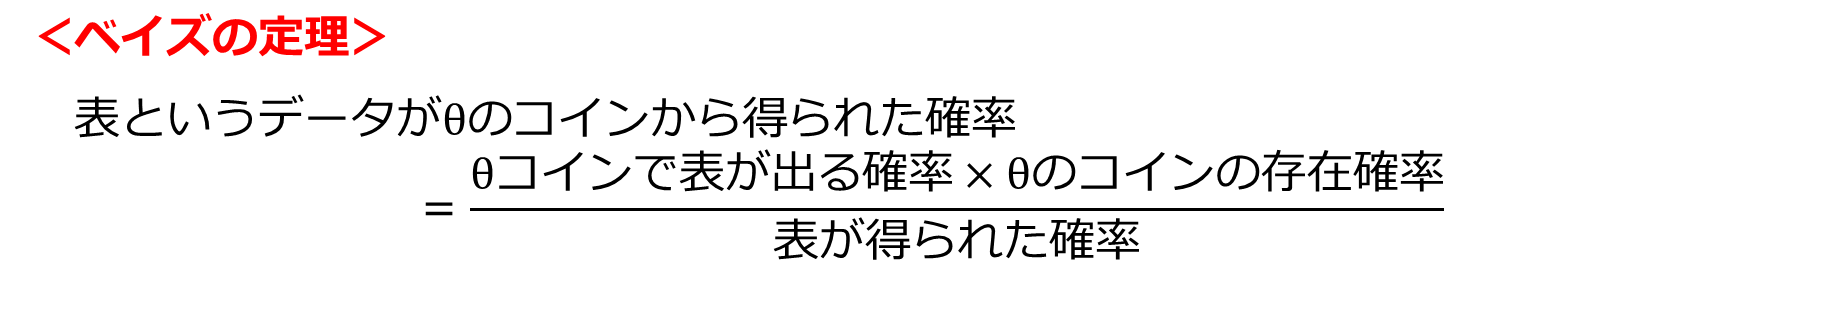 ＜ベイズの定理＞
表というデータがθのコインから得られた確率
θコインで表が出る確率 × θのコインの存在確率
=
表が得られた確率